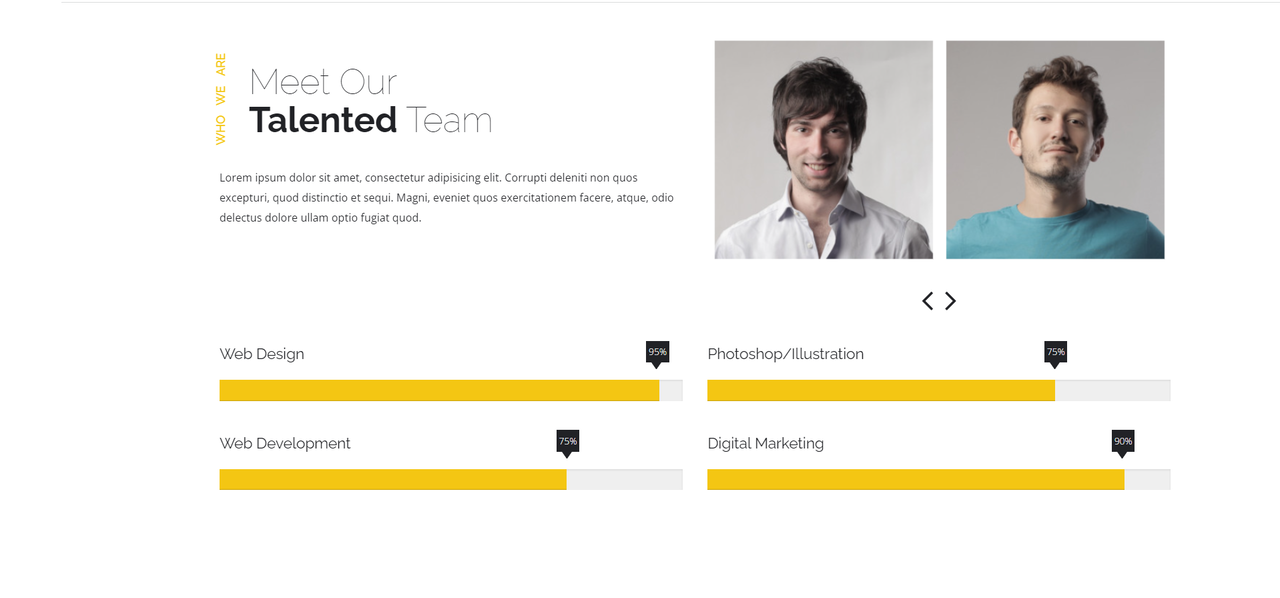 WHO WE ARE
Meet Our
Talented Team
Lorem ipsum dolor sit amet, consectetur adipisicing elit. Corrupti deleniti non quos
excepturi, quod distinctio et sequi. Magni, eveniet quos exercitationem facere, atque, odio
delectus dolore ullam optio fugiat quod.
Web Design
95%
Photoshop/Illustration
75%
Web Development
75%
Digital Marketing
90%